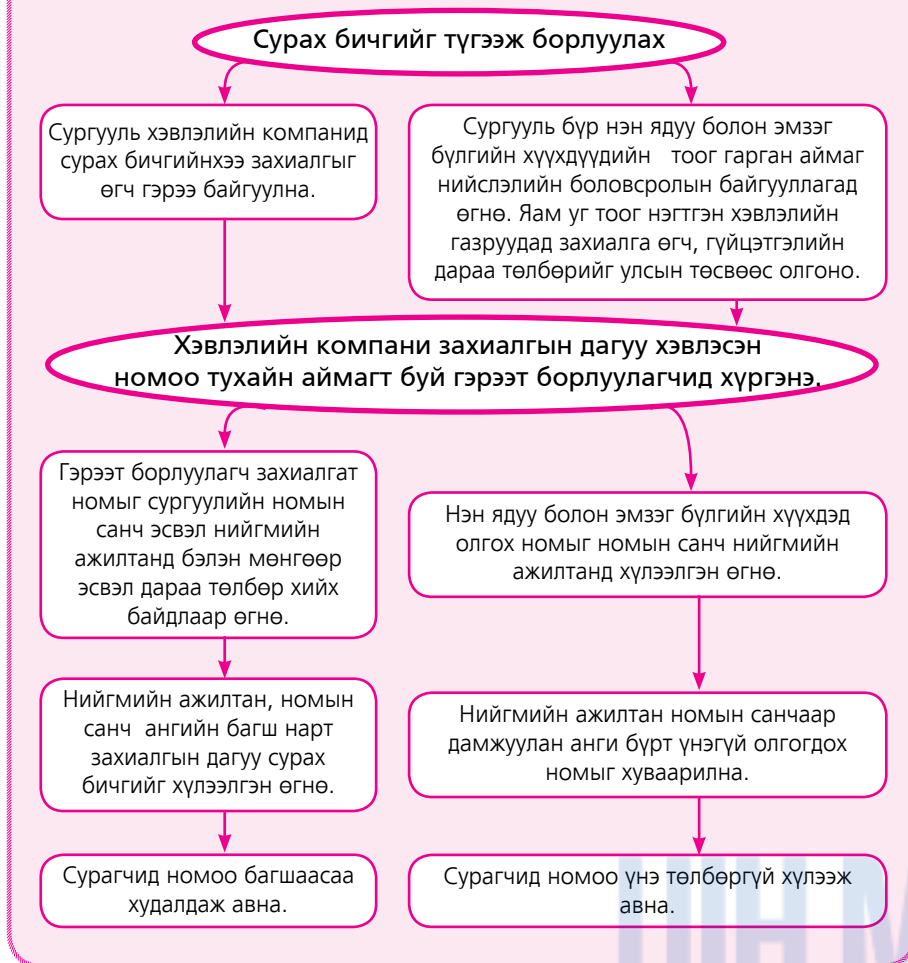 Сурах бичгийг түгээж борлуулах
Сургууль хэвлэлийн компанид
сурах бичгийнхээ захиалгыг
өгч гэрээ байгуулна.
Сургууль бүр нэн ядуу болон эмзэг
бүлгийн хүүхдүүдийн тоог гарган аймаг
нийслэлийн боловсролын байгууллагад
өгнө. Яам уг тоог нэгтгэн хэвлэлийн
газруудад захиалга өгч, гүйцэтгэлийн
дараа төлбөрийг улсын төсвөөс олгоно.
Хэвлэлийн компани захиалгын дагуу хэвлэсэн
номоо тухайн аймагт буй гэрээт борлуулагчид хүргэнэ.
Гэрээт борлуулагч захиалгат
номыг сургуулийн номын
санч эсвэл нийгмийн
ажилтанд бэлэн мөнгөөр
эсвэл дараа төлбөр хийх
байдлаар өгнө.
Нэн ядуу болон эмзэг бүлгийн хүүхдэд
олгох номыг номын санч нийгмийн
ажилтанд хүлээлгэн өгнө.
Нийгмийн ажилтан, номын
санч ангийн багш нарт
захиалгын дагуу сурах
бичгийг хүлээлгэн өгнө.
Нийгмийн ажилтан номын санчаар
дамжуулан анги бүрт үнэгүй олгогдох
номыг хуваарилна.
Сурагчид номоо багшаасаа
худалдаж авна.
Сурагчид номоо үнэ төлбөргүй хүлээж
авна.